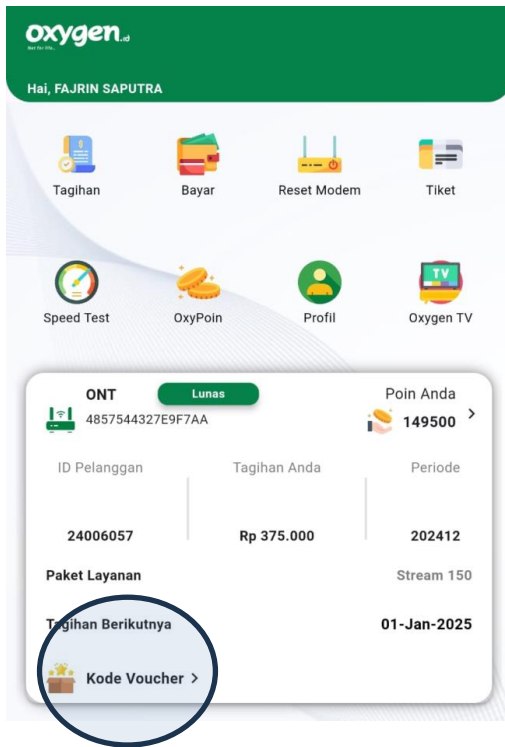 oxygen.id
Net for life..
Hai, FAJRIN SAPUTRA
Tagihan Bayar Reset Modem Tiket
TV
Speed Test OxyPoin Profil Oxygen TV
ONT Lunas Poin Anda
4857544327E9F7AA 149500 >
ID Pelanggan Tagihan Anda Periode
24006057 Rp 375.000 202412
Paket Layanan Stream 150
Tagihan Berikutnya 01-Jan-2025
Kode Voucher >